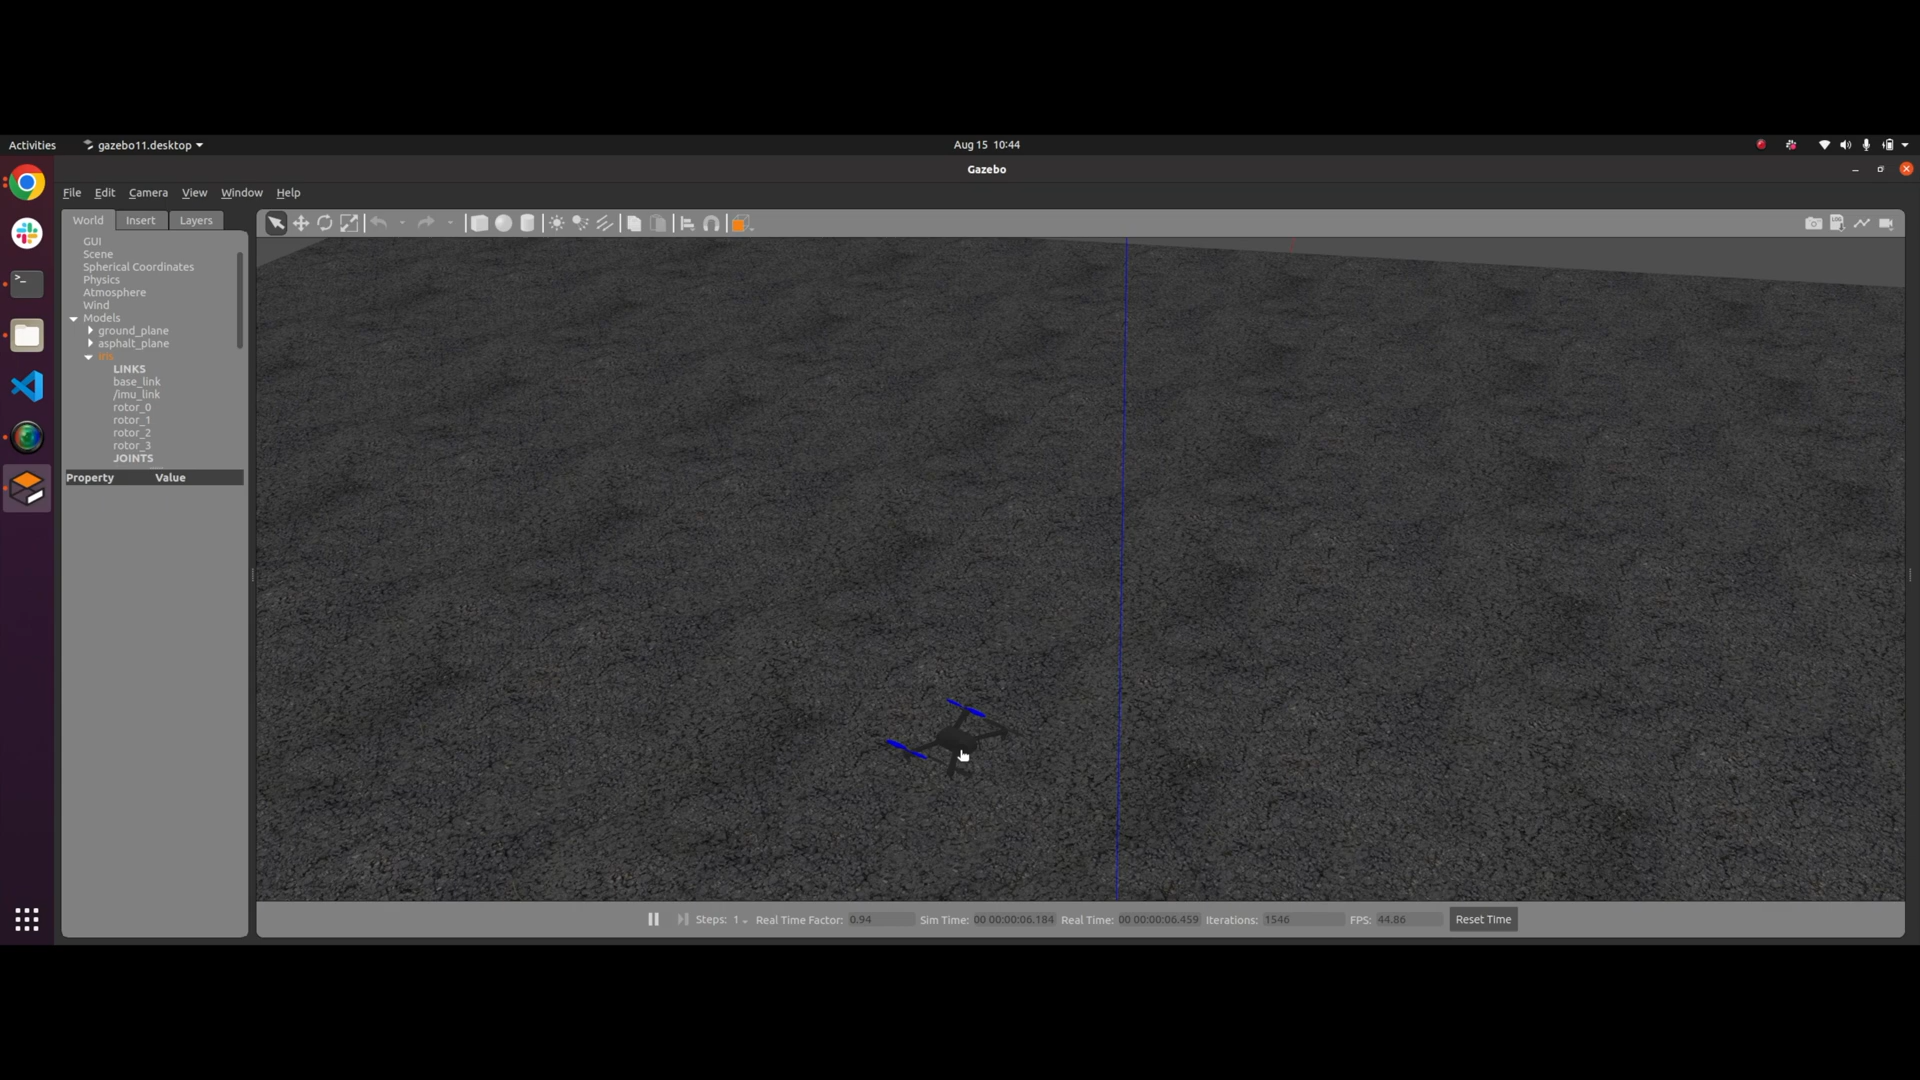 Activities gazebo11.desktop Aug 15 10:44
Gazebo
File Edit Camera View Window Help
World Insert Layers
GUI
Scene
Spherical Coordinates
Physics
Atmosphere
Wind
Models
ground_plane
asphalt_plane
iris
LINKS
base_link
/imu_link
rotor_0
rotor_1
rotor_2
rotor_3
JOINTS
Property Value
Steps: 1 Real Time Factor: 0.94 Sim Time: 00 00:00:06.184 Real Time: 00 00:00:06.459 Iterations: 1546 FPS: 44.86 Reset Time